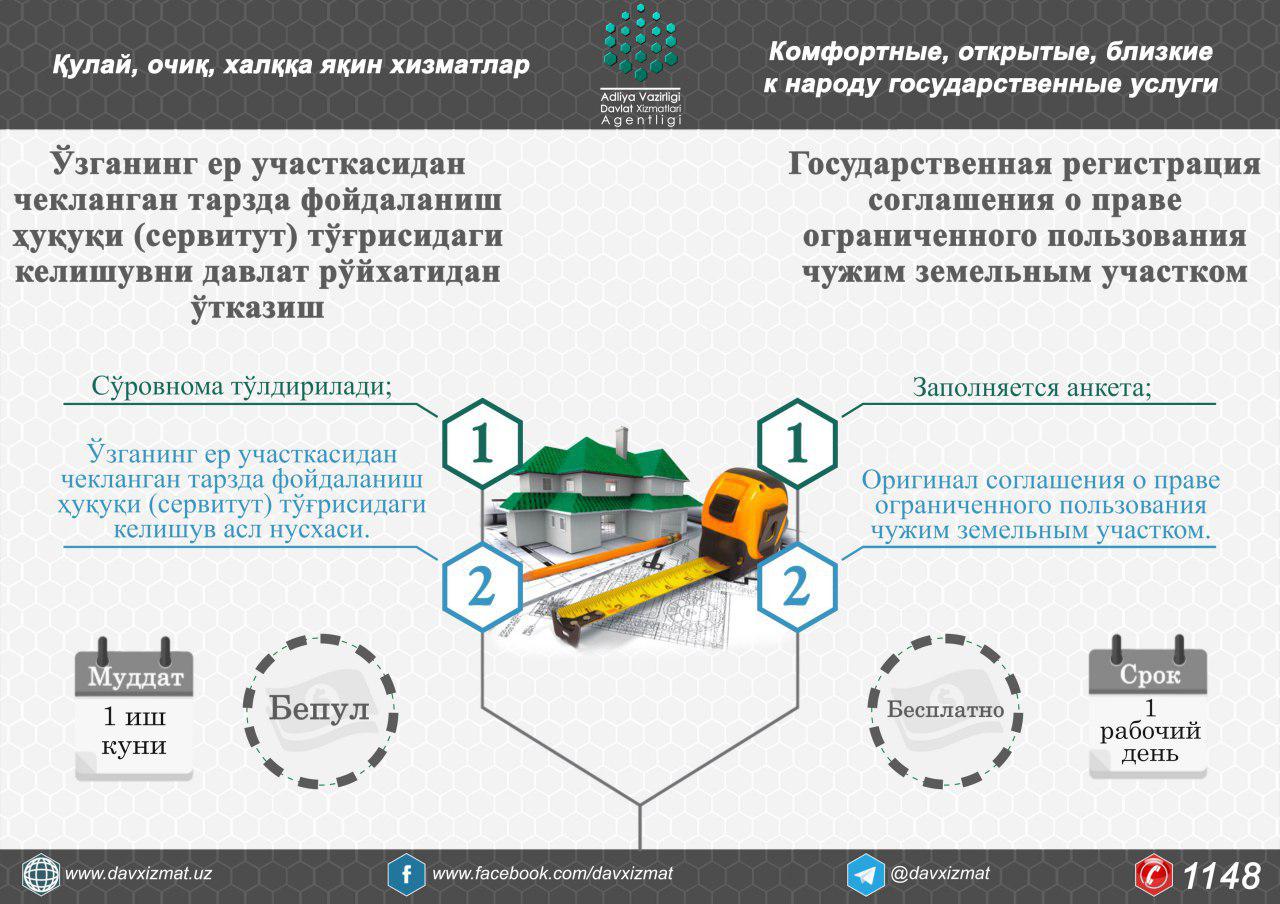 Қулай, очиқ, халққа яқин хизматлар
Adliya Vazirligi
Davlat Xizmatlari
Agentligi
Комфортные, открытые, близкие
к народу государственные услуги
Ўзганинг ер участкасидан
чекланган тарзда фойдаланиш
ҳуқуқи (сервитут) тўғрисидаги
келишувни давлат рўйхатидан
ўтказиш
Государственная регистрация
соглашения о праве
ограниченного пользования
чужим земельным участком
Сўровнома тўлдирилади;
1
Ўзганинг ер участкасидан
чекланган тарзда фойдаланиш
ҳуқуқи (сервитут) тўғрисидаги
келишув асл нусхаси.
2
1
Заполняется анкета;
2
Оригинал соглашения о праве
ограниченного пользования
чужим земельным участком.
Муддат
1 иш
куни
Бепул
Бесплатно
Срок
1
рабочий
день
www.davxizmat.uz
www.facebook.com/davxizmat
@davxizmat
1148